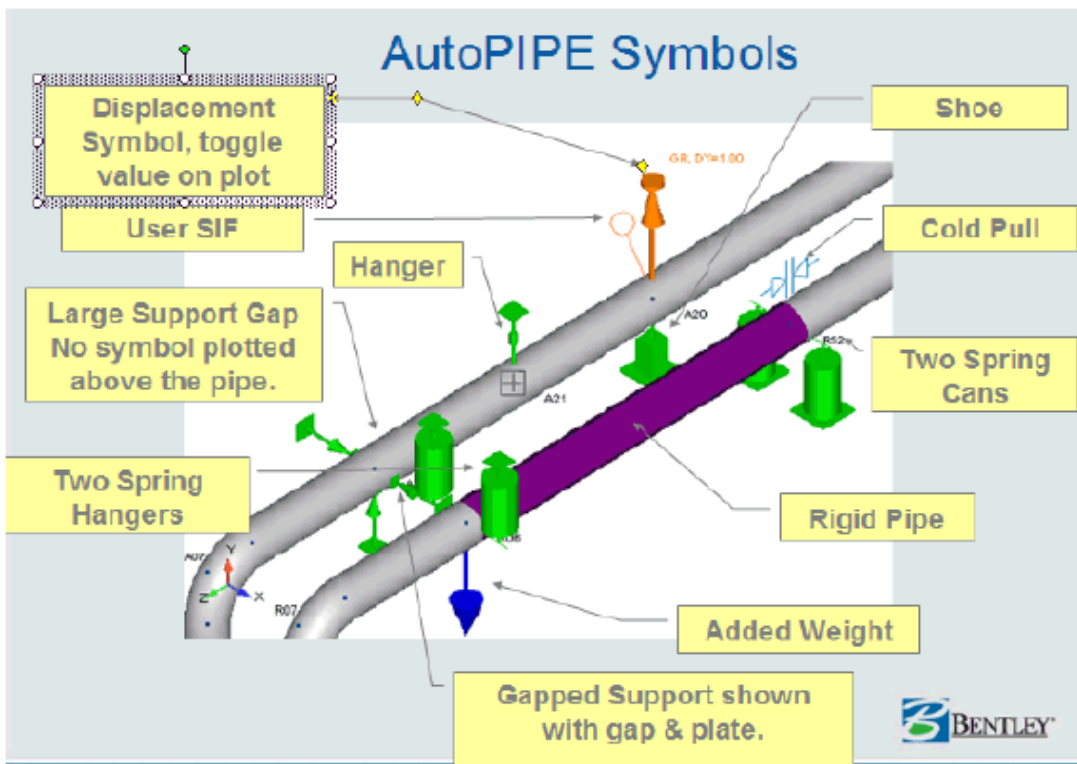 AutoPIPE Symbols
Displacement
Symbol, toggle
value on plot
Shoe
GR, DY=1.00
User SIF
Cold Pull
Hanger
Large Support Gap
No symbol plotted
above the pipe.
A20
R52
Two Spring
Cans
A21
Two Spring
Hangers
Rigid Pipe
Y
Z
X
R07
Added Weight
Gapped Support shown
with gap & plate.
BENTLEY